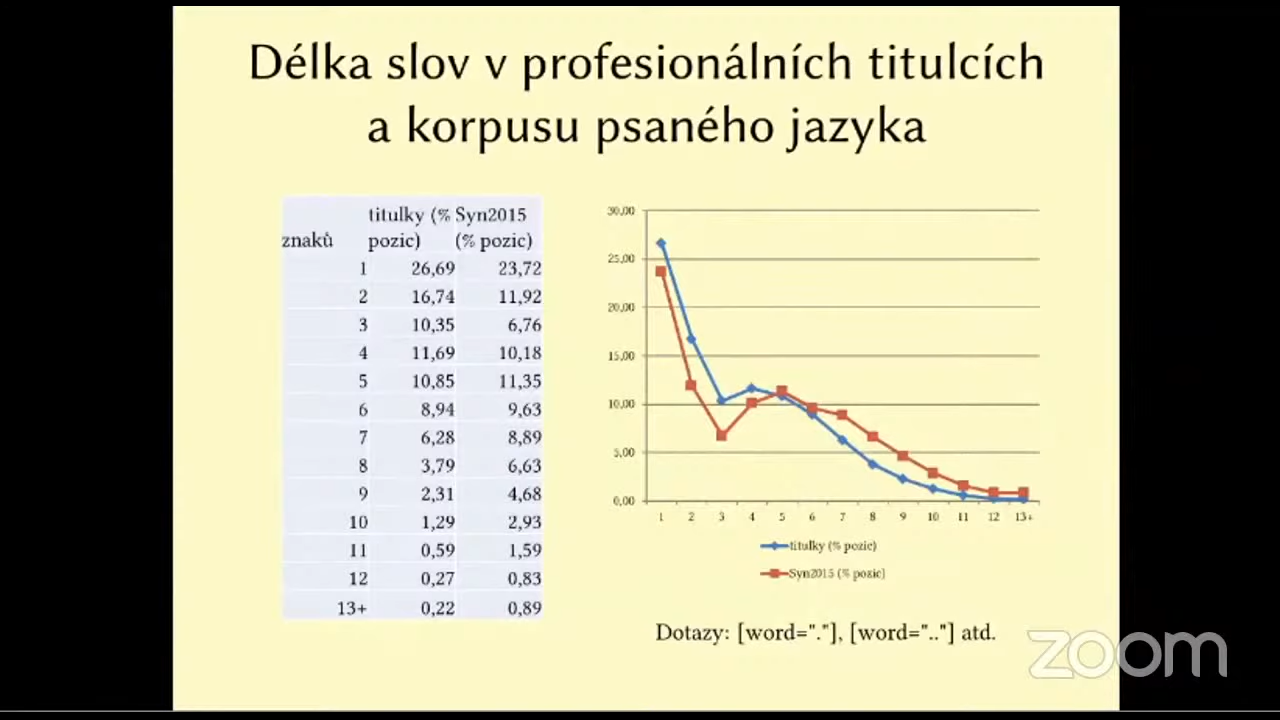 Délka slov v profesionálních titulcích
a korpusu psaného jazyka
znaků titulky (% pozic) Syn2015 (% pozic)
1 26,69 23,72
2 16,74 11,92
3 10,35 6,76
4 11,69 10,18
5 10,85 11,35
6 8,94 9,63
7 6,28 8,89
8 3,79 6,63
9 2,31 4,68
10 1,29 2,93
11 0,59 1,59
12 0,27 0,83
13+ 0,22 0,89
30,00
25,00
20,00
15,00
10,00
5,00
0,00
1 2 3 4 5 6 7 8 9 10 11 12 13+
titulky (% pozic)
Syn2015 (% pozic)
Dotazy: [word="."], [word=".."] atd.
zoom